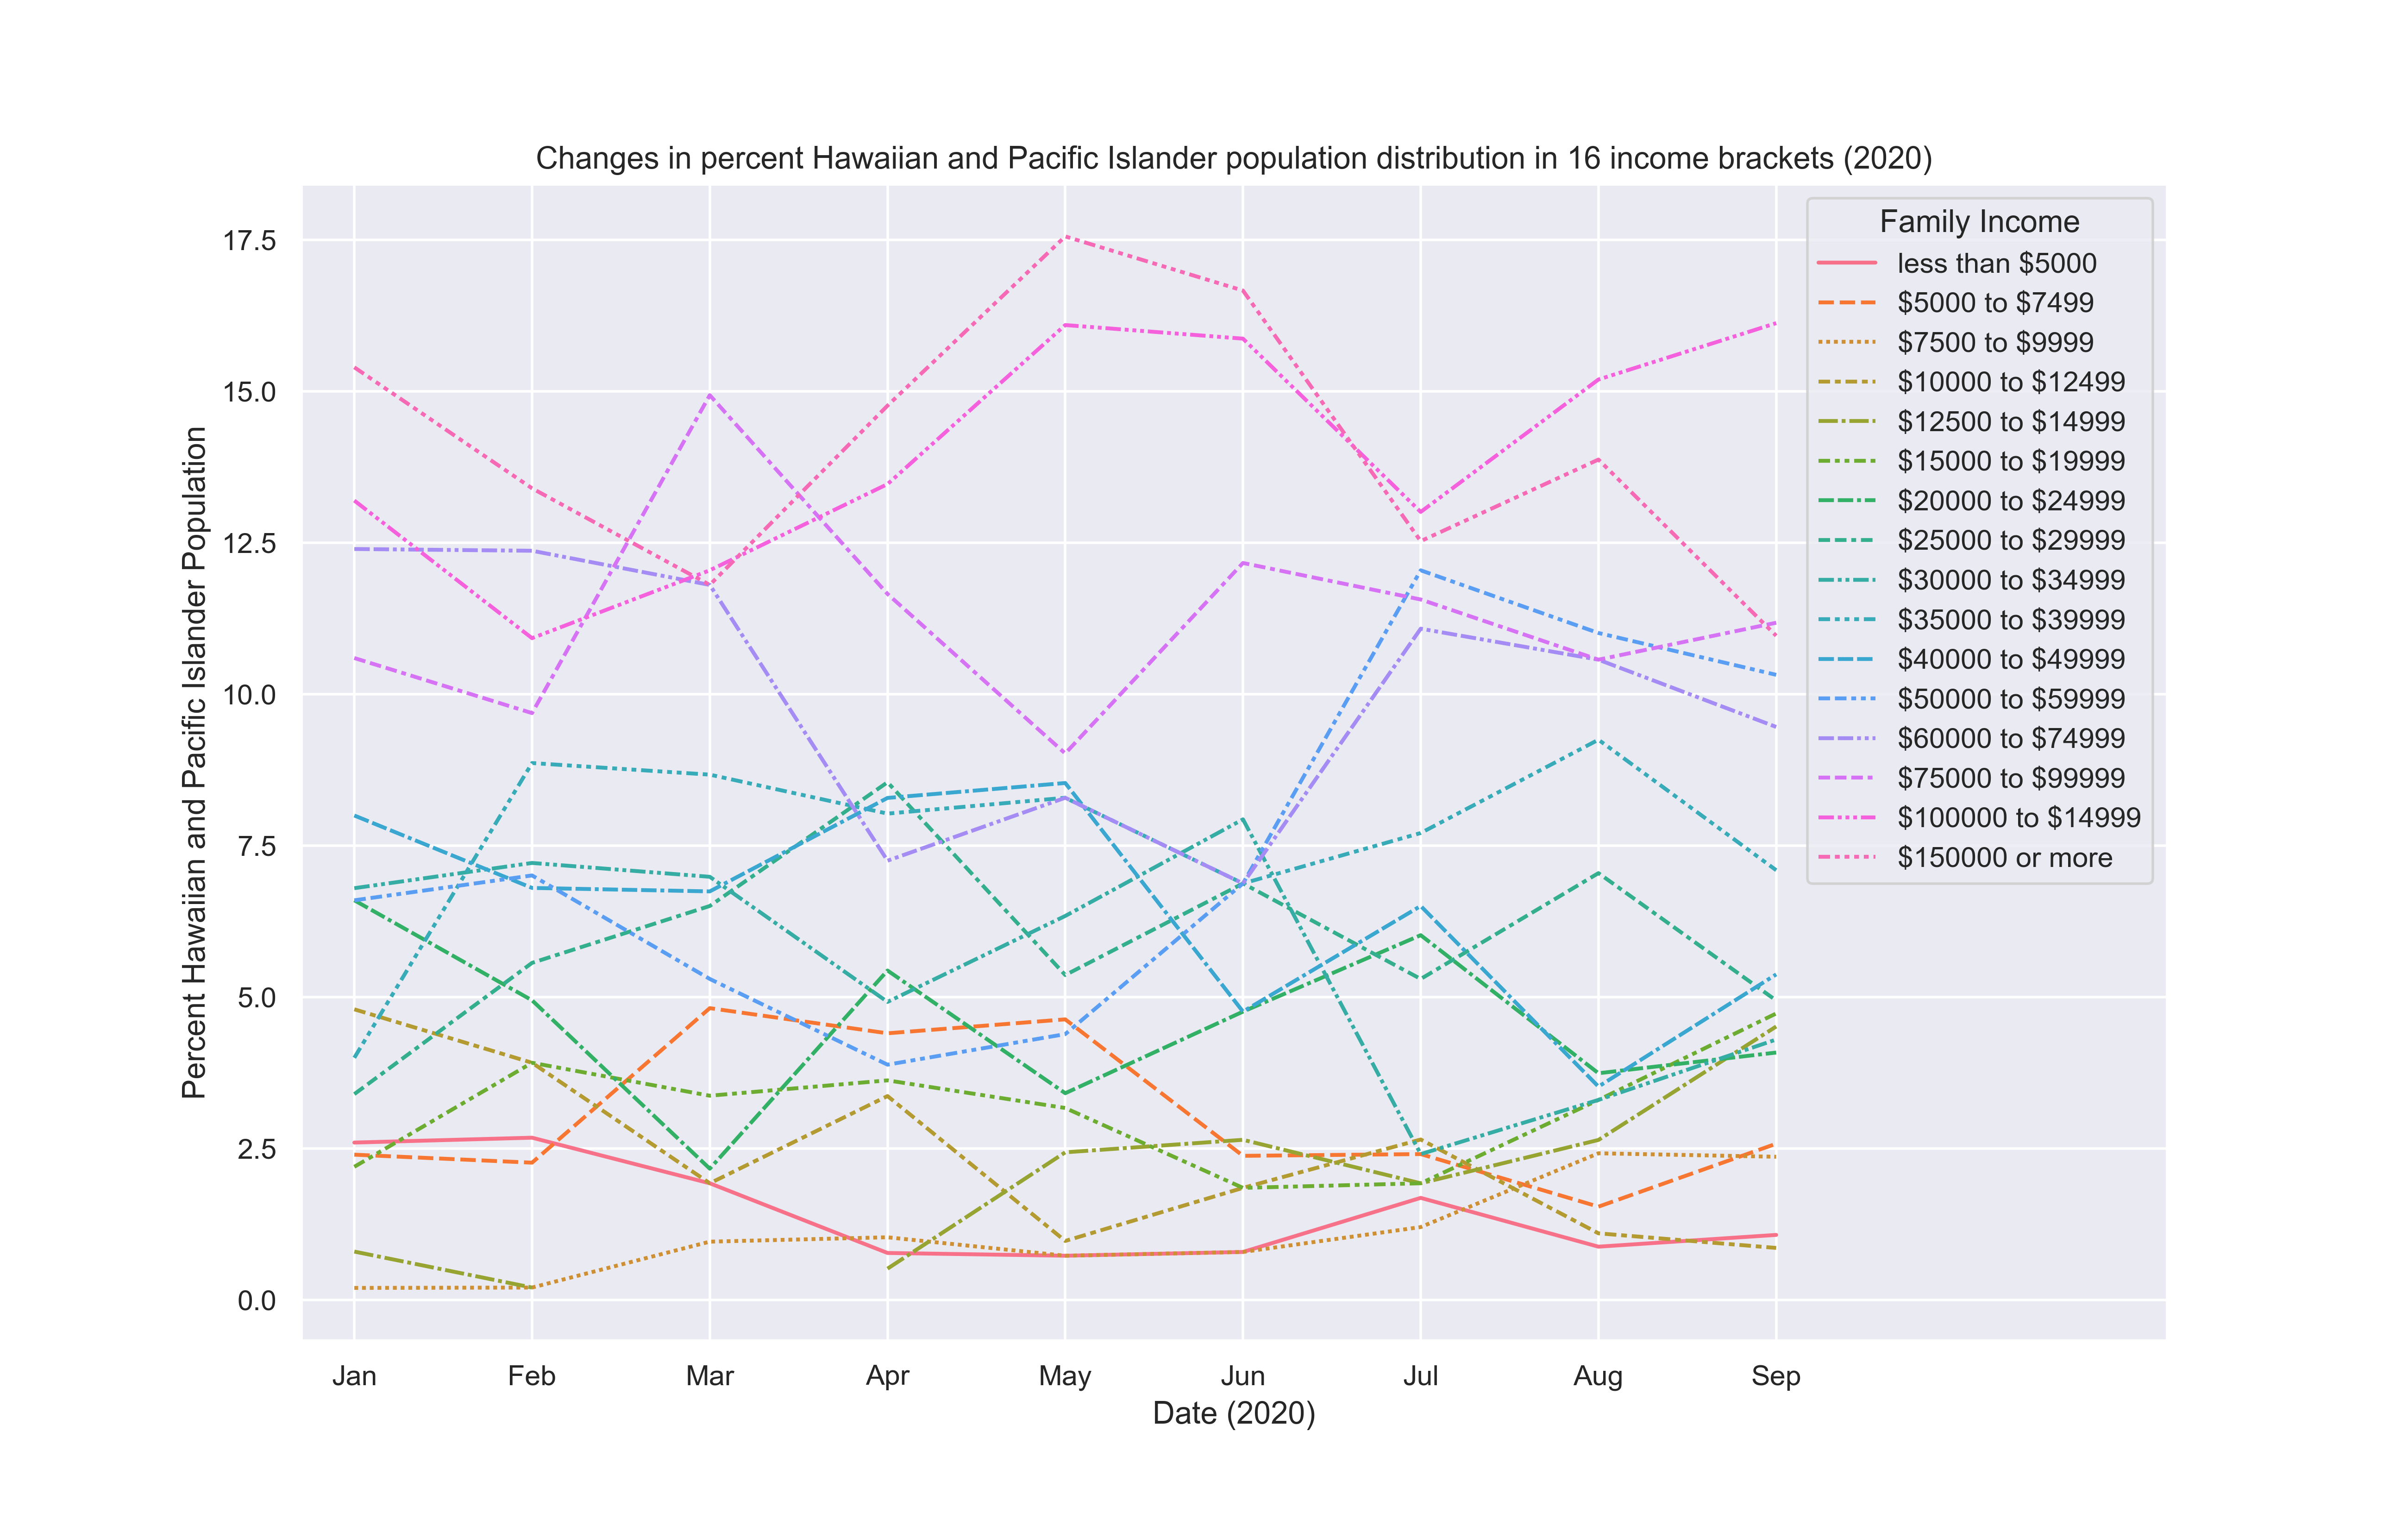 Changes in percent Hawaiian and Pacific Islander population distribution in 16 income brackets (2020)
Percent Hawaiian and Pacific Islander Population
17.5
15.0
12.5
10.0
7.5
5.0
2.5
0.0
Family Income
less than $5000
$5000 to $7499
$7500 to $9999
$10000 to $12499
$12500 to $14999
$15000 to $19999
$20000 to $24999
$25000 to $29999
$30000 to $34999
$35000 to $39999
$40000 to $49999
$50000 to $59999
$60000 to $74999
$75000 to $99999
$100000 to $14999
$150000 or more
Jan Feb Mar Apr May Jun Jul Aug Sep
Date (2020)